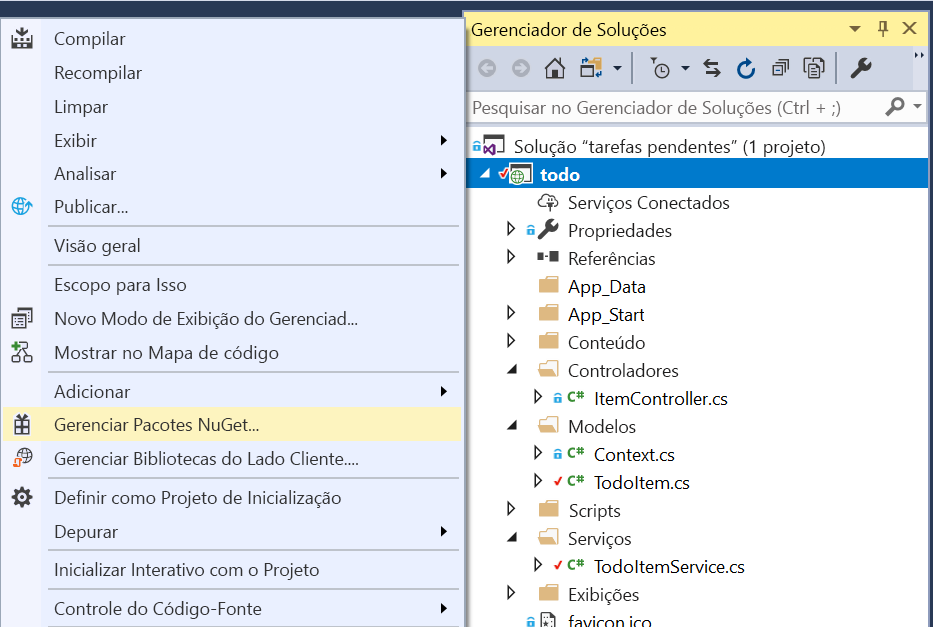 Compilar
Recompilar
Limpar
Exibir
Analisar
Publicar...
Visão geral
Escopo para Isso
Novo Modo de Exibição do Gerenciad...
Mostrar no Mapa de código
Adicionar
Gerenciar Pacotes NuGet...
Gerenciar Bibliotecas do Lado Cliente....
Definir como Projeto de Inicialização
Depurar
Inicializar Interativo com o Projeto
Controle do Código-Fonte
Gerenciador de Soluções
Pesquisar no Gerenciador de Soluções (Ctrl + ;)
Solução “tarefas pendentes” (1 projeto)
todo
Serviços Conectados
Propriedades
Referências
App_Data
App_Start
Conteúdo
Controladores
C# ItemController.cs
Modelos
C# Context.cs
C# TodoItem.cs
Scripts
Serviços
C# TodoItemService.cs
Exibições
favicon.ico